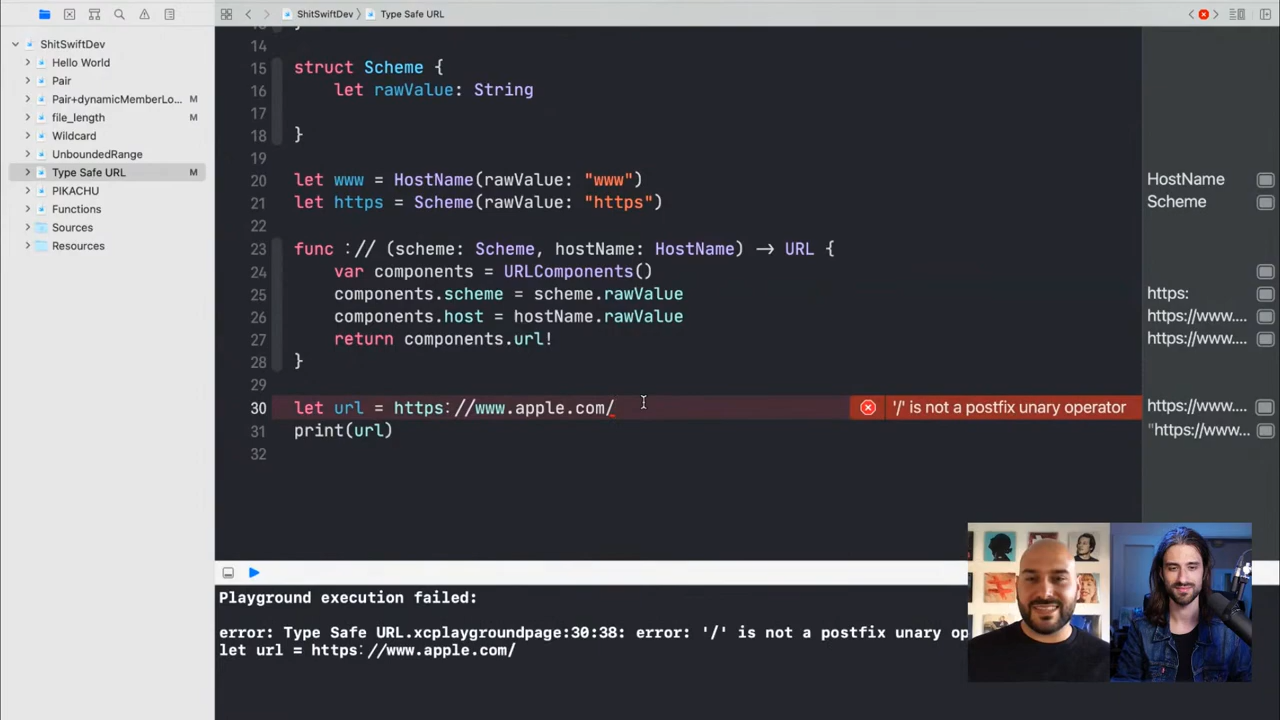 ShitSwiftDev 〉 Type Safe URL
ShitSwiftDev
Hello World
Pair
Pair+dynamicMemberLo... M
file_length M
Wildcard
UnboundedRange
Type Safe URL M
PIKACHU
Functions
Sources
Resources
14
15 struct Scheme {
16 let rawValue: String
17
18 }
19
20 let www = HostName(rawValue: "www") HostName
21 let https = Scheme(rawValue: "https") Scheme
22
23 func ：// (scheme: Scheme, hostName: HostName) -> URL {
24 var components = URLComponents()
25 components.scheme = scheme.rawValue https:
26 components.host = hostName.rawValue https://www....
27 return components.url! https://www....
28 }
29
30 let url = https：//www.apple.com/ '/' is not a postfix unary operator https://www....
31 print(url) "https://www...
32
Playground execution failed:
error: Type Safe URL.xcplaygroundpage:30:38: error: '/' is not a postfix unary op
let url = https：//www.apple.com/